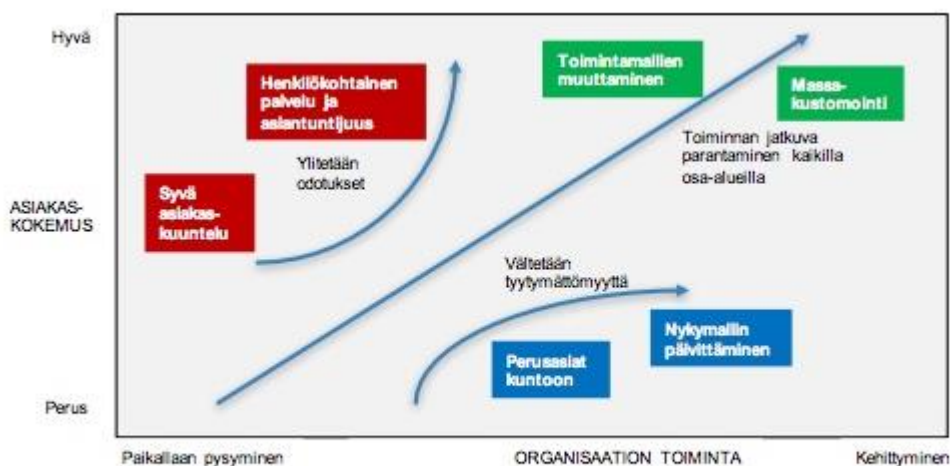 Hyvä
Henkilökohtainen
palvelu ja
asiantuntijuus
Toimintamallien
muuttaminen
Massa-
kustomointi
Toiminnan jatkuva
parantaminen kaikilla
osa-alueilla
Ylitetään
odotukset
Syvä
asiakas-
kuuntelu
ASIAKAS-
KOKEMUS
Vältetään
tyytymättömyyttä
Nykymallin
päivittäminen
Perusasiat
kuntoon
Perus
Paikallaan pysyminen
ORGANISAATION TOIMINTA
Kehittyminen